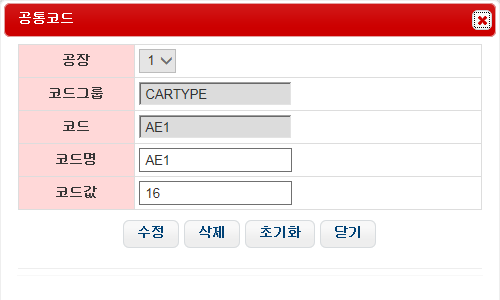 공통코드
공장 1
코드그룹 CARTYPE
코드 AE1
코드명 AE1
코드값 16
수정 삭제 초기화 닫기